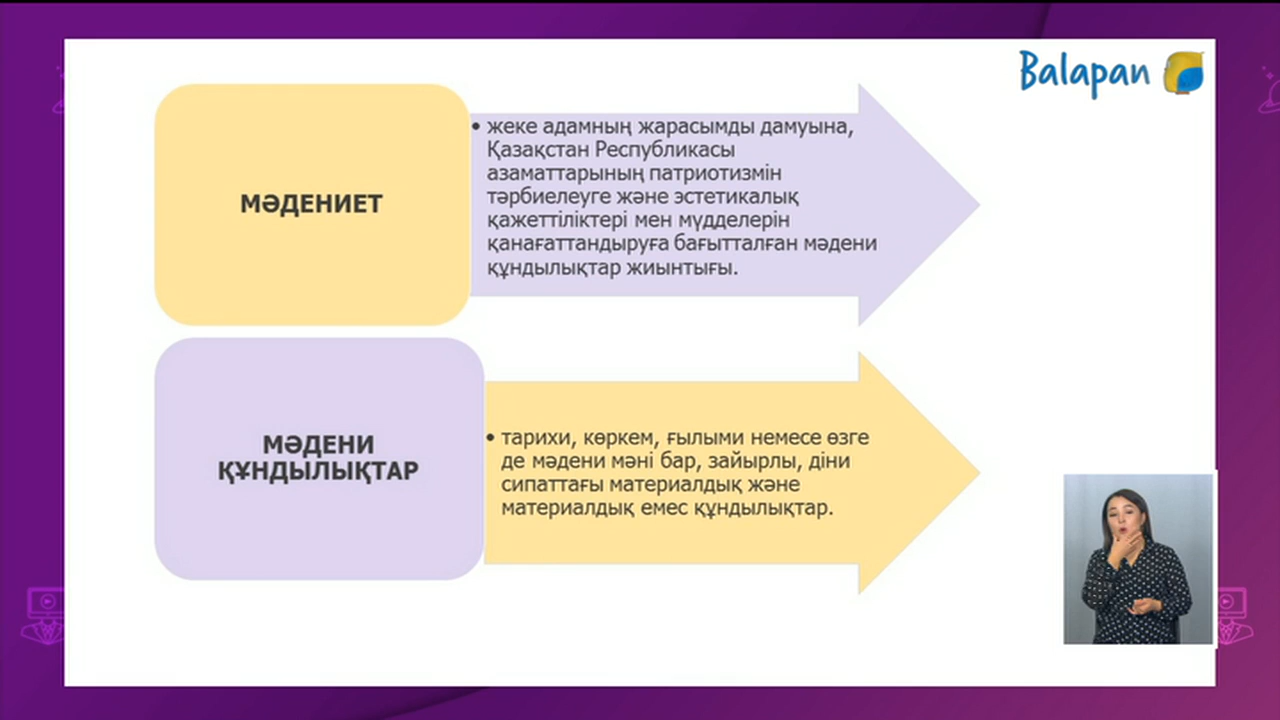 Balapan
МӘДЕНИЕТ
• жеке адамның жарасымды дамуына,
Қазақстан Республикасы
азаматтарының патриотизмін
тәрбиелеуге және эстетикалық
қажеттіліктері мен мүдделерін
қанағаттандыруға бағытталған мәдени
құндылықтар жиынтығы.
МӘДЕНИ
ҚҰНДЫЛЫҚТАР
• тарихи, көркем, ғылыми немесе өзге
де мәдени мәні бар, зайырлы, діни
сипаттағы материалдық және
материалдық емес құндылықтар.